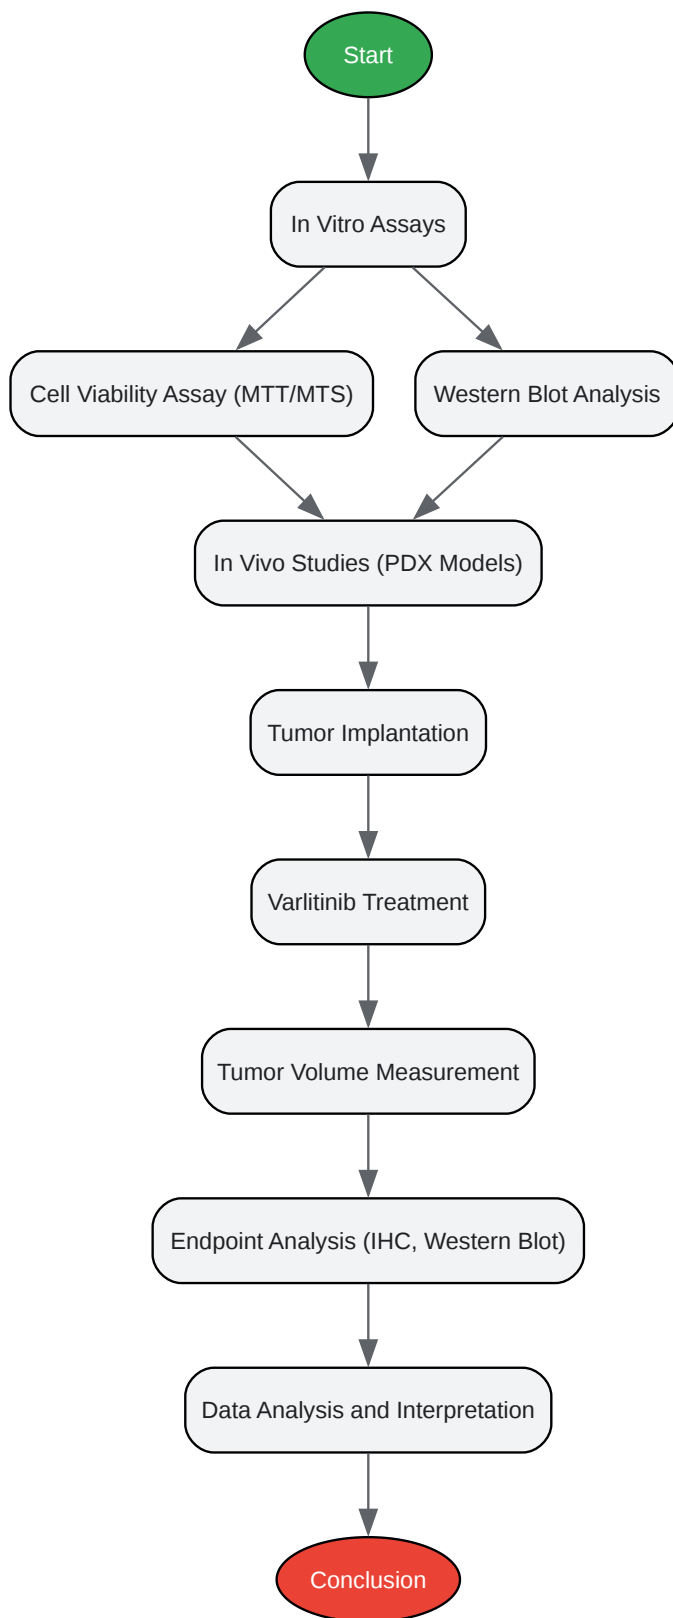 Start
In Vitro Assays
Cell Viability Assay (MTT/MTS)
Western Blot Analysis
In Vivo Studies (PDX Models)
Tumor Implantation
Varlitinib Treatment
Tumor Volume Measurement
Endpoint Analysis (IHC, Western Blot)
Data Analysis and Interpretation
Conclusion